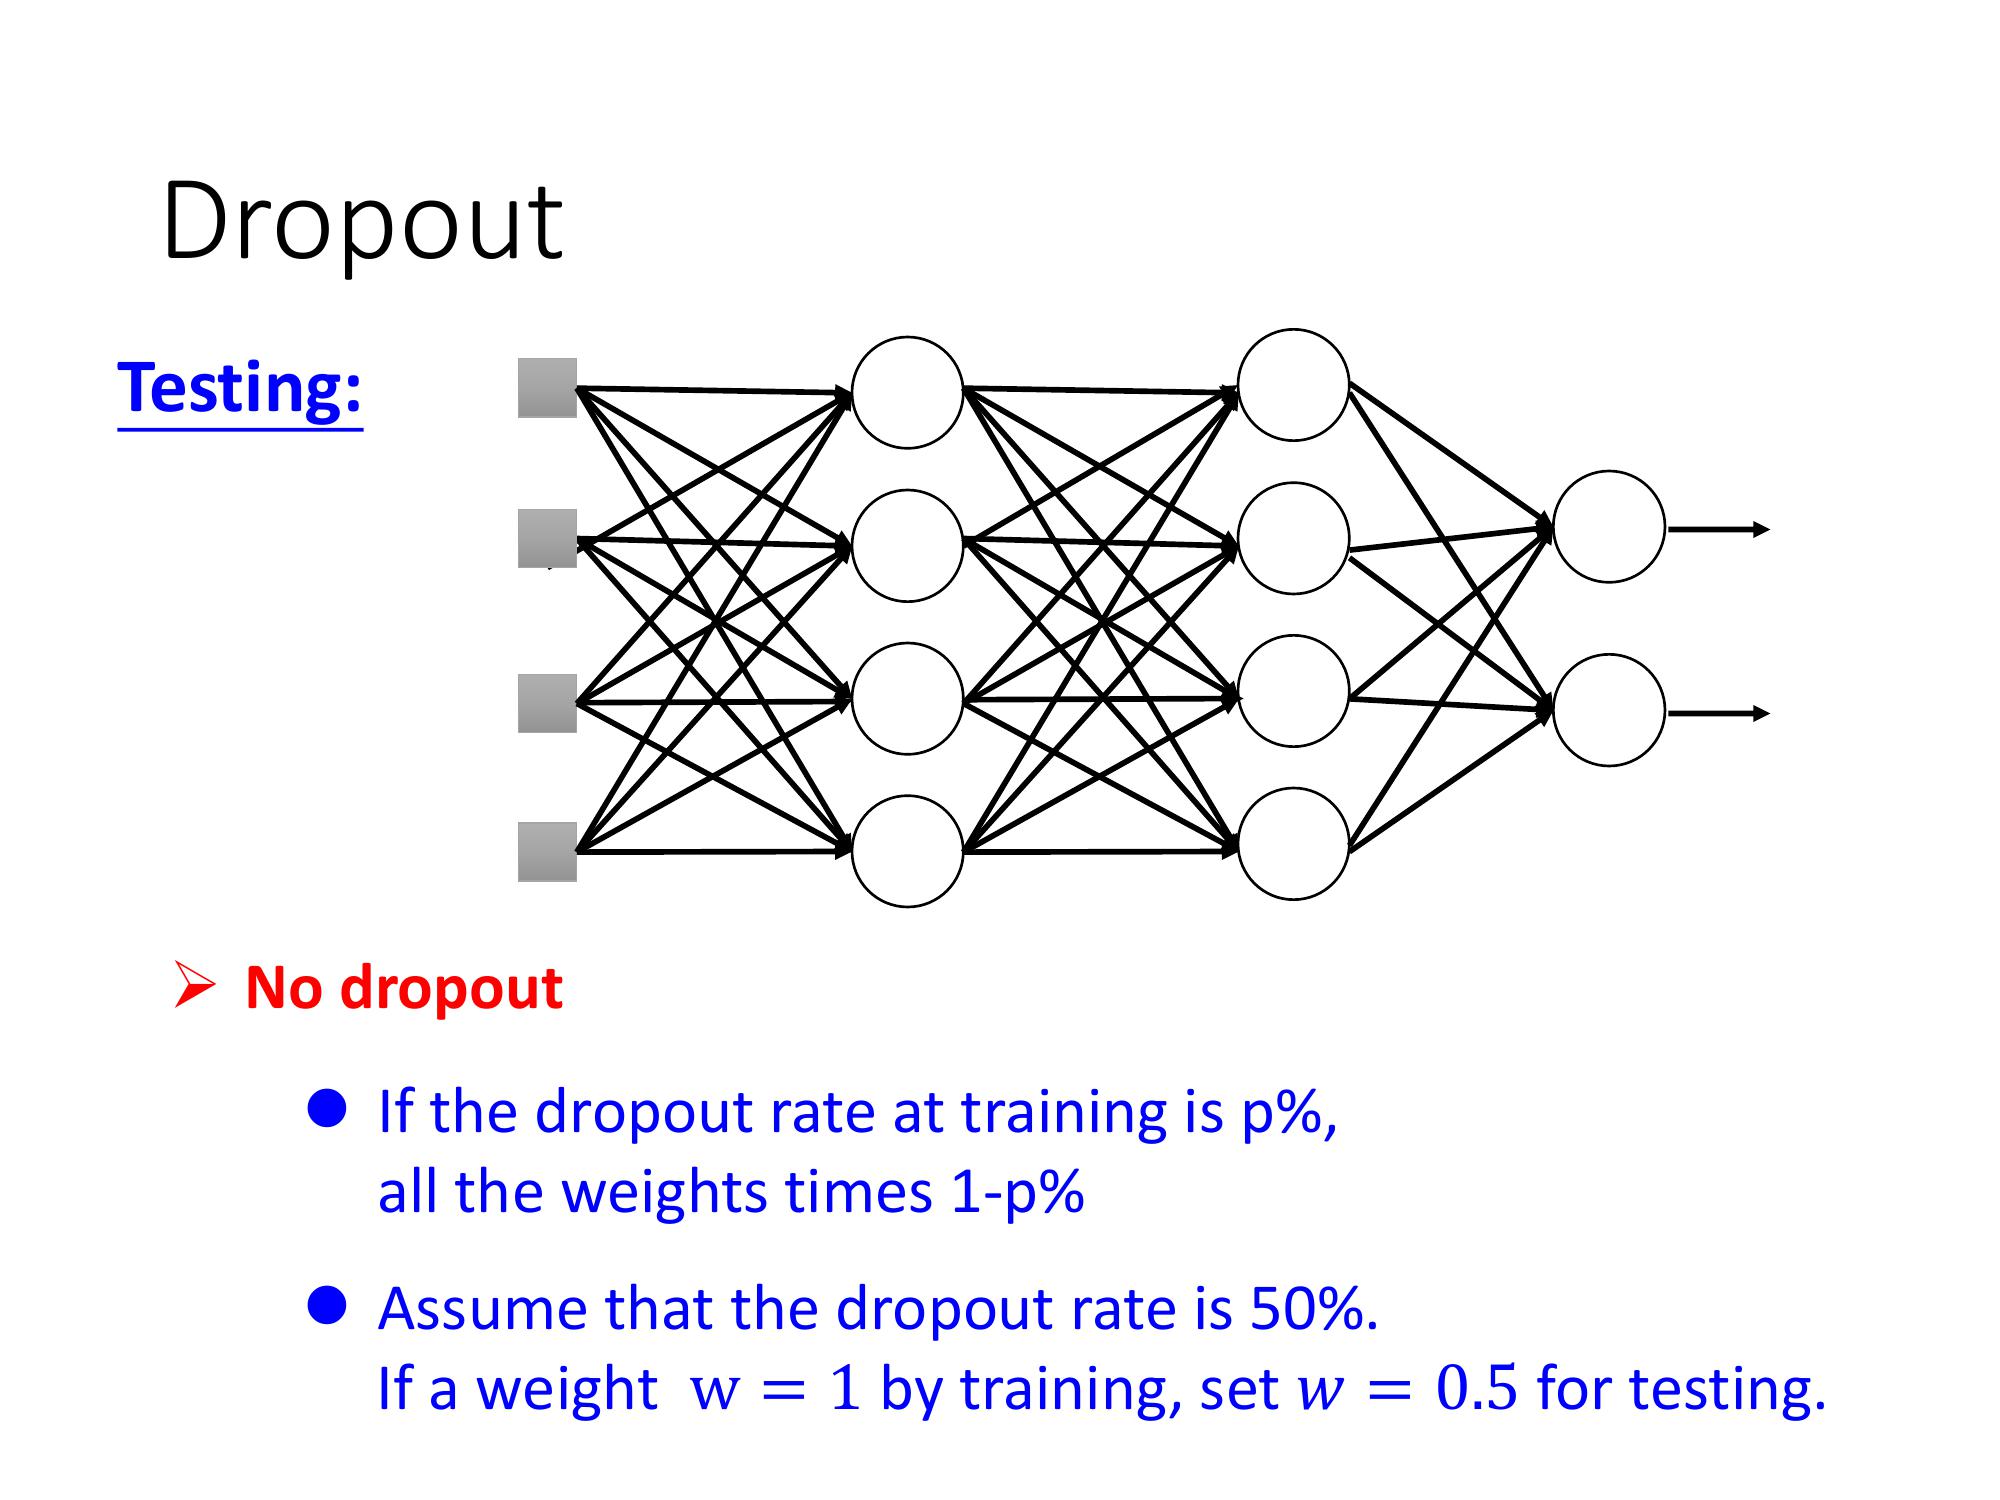 Dropout
Testing:
No dropout
If the dropout rate at training is p%,
all the weights times 1-p%
Assume that the dropout rate is 50%.
If a weight w = 1 by training, set 𝑤 = 0.5 for testing.